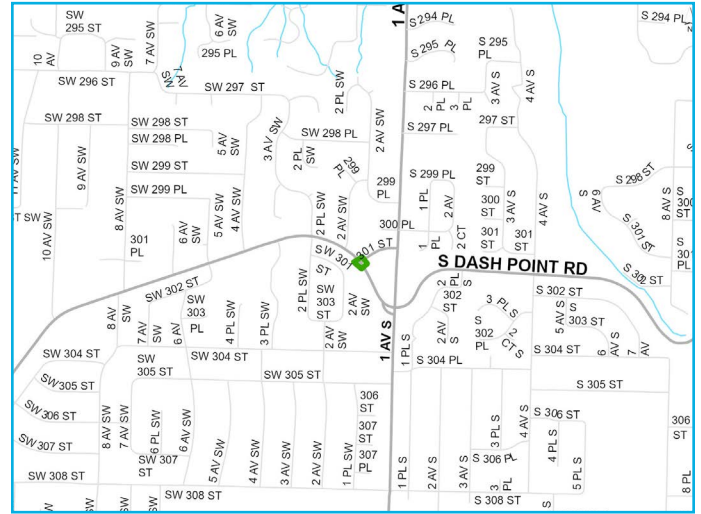 SW
295 ST
6 AV
SW
7 AV SW
9 AV
SW
10
AV
295 PL
7 AV
SW
SW 296 ST
SW 297 ST
2 PL SW
1 A
S 294 PL
S 294 PL
S 295 PL
S 295
PL
S 296 PL
2
PL
3
PL
3 AV S
4 AV S
S 297 PL
297 ST
SW 298 ST
SW 298 ST
SW 298 PL
5 AV
SW
3 AV SW
SW 298 PL
2 PL
SW
2 AV SW
299
PL
SW 299 ST
SW 299 PL
9 AV SW
8 AV SW
10 AV SW
T SW
6 AV
SW
5 AV SW
4 AV SW
2 PL SW
2 AV SW
299
PL
300 PL
S 299 PL
1 PL
2 AV
1
PL
2 CT
299
ST
300
ST
301
ST
3 AV S
301
ST
4 AV S
S
6 AV
S 298 ST
8 AV S
S
300
ST
S 301 ST
S
301
PL
S 302 ST
301
PL
SW 301
ST
301 ST
S DASH POINT RD
SW 302 ST
SW
303
PL
8 AV
SW
7 AV
SW
6 AV
4 PL SW
3 PL SW
2 PL SW
SW
303
ST
2 AV
SW
2 AV
SW
1 AV S
2
PL
302
ST
3 PL S
S
302
PL
2
CT S
S 302 ST
5 AV S
S 303 ST
6
AV S
7
AV
SW 304 ST
SW 304 ST
S 304 PL
S 304 ST
1 PL S
SW 305 ST
SW
305 ST
SW 305 ST
S 305 ST
SW 306 ST
8 AV SW
7 AV SW
6 PL SW
6 AV SW
306
ST
307
ST
307
PL
S 306 ST
306
ST
3 PL S
4 AV S
4 PL S
SW 307 ST
SW 307
ST
5 AV SW
4 AV SW
3 AV SW
2 AV SW
1 PL SW
1 PL S
2 AV S
3 AV S
S 306 PL
3
PL
5 PL S
8 PL
SW 308 ST
SW 308 ST
S 308 ST
SW
SW
S